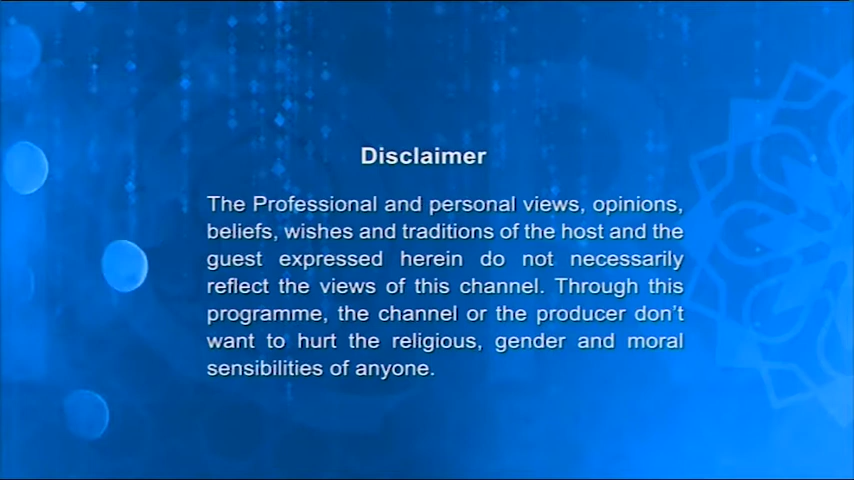 Disclaimer
The Professional and personal views, opinions,
beliefs, wishes and traditions of the host and the
guest expressed herein do not necessarily
reflect the views of this channel. Through this
programme, the channel or the producer don't
want to hurt the religious, gender and moral
sensibilities of anyone.